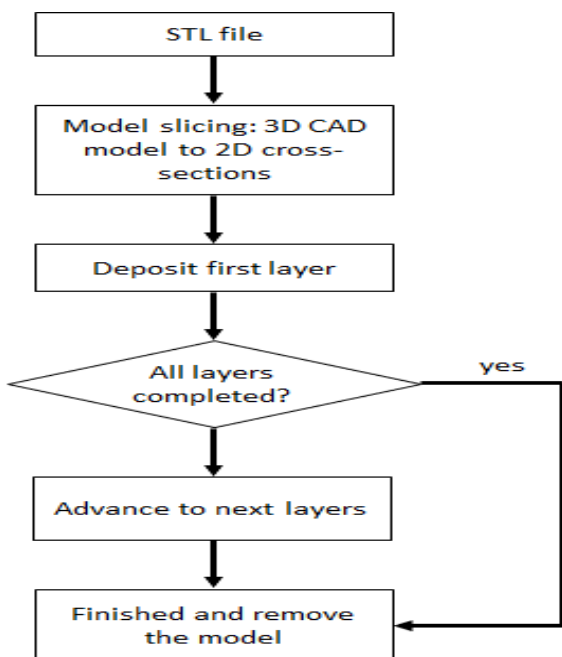 STL file
Model slicing: 3D CAD
model to 2D cross-
sections
Deposit first layer
All layers
completed?
yes
Advance to next layers
Finished and remove
the model